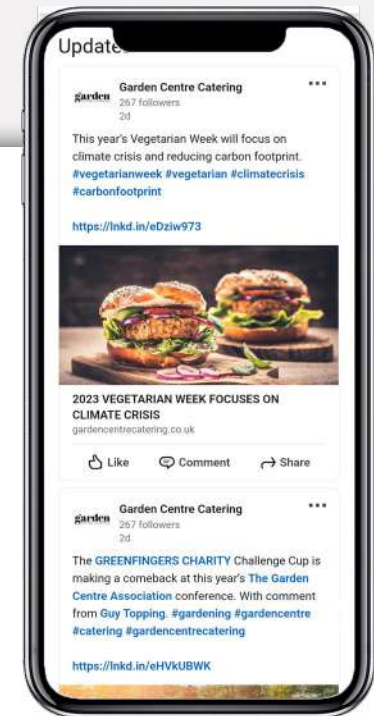 Update
garden
Garden Centre Catering
267 followers
2d
This year's Vegetarian Week will focus on
climate crisis and reducing carbon footprint.
#vegetarianweek #vegetarian #climatecrisis
#carbonfootprint
https://lnkd.in/eDziw973
2023 VEGETARIAN WEEK FOCUSES ON
CLIMATE CRISIS
gardencentrecatering.co.uk
Like Comment Share
garden
Garden Centre Catering
267 followers
2d
The GREENFINGERS CHARITY Challenge Cup is
making a comeback at this year's The Garden
Centre Association conference. With comment
from Guy Topping. #gardening #gardencentre
#catering #gardencentrecatering
https://lnkd.in/eHVkUBWK